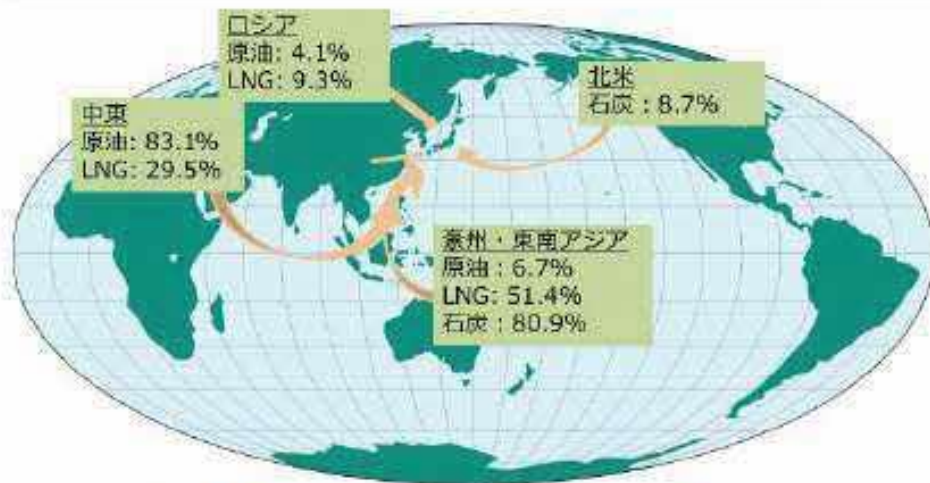 ロシア
原油: 4.1%
LNG: 9.3%
北米
石炭：8.7%
中東
原油: 83.1%
LNG: 29.5%
豪州・東南アジア
原油：6.7%
LNG: 51.4%
石炭：80.9%